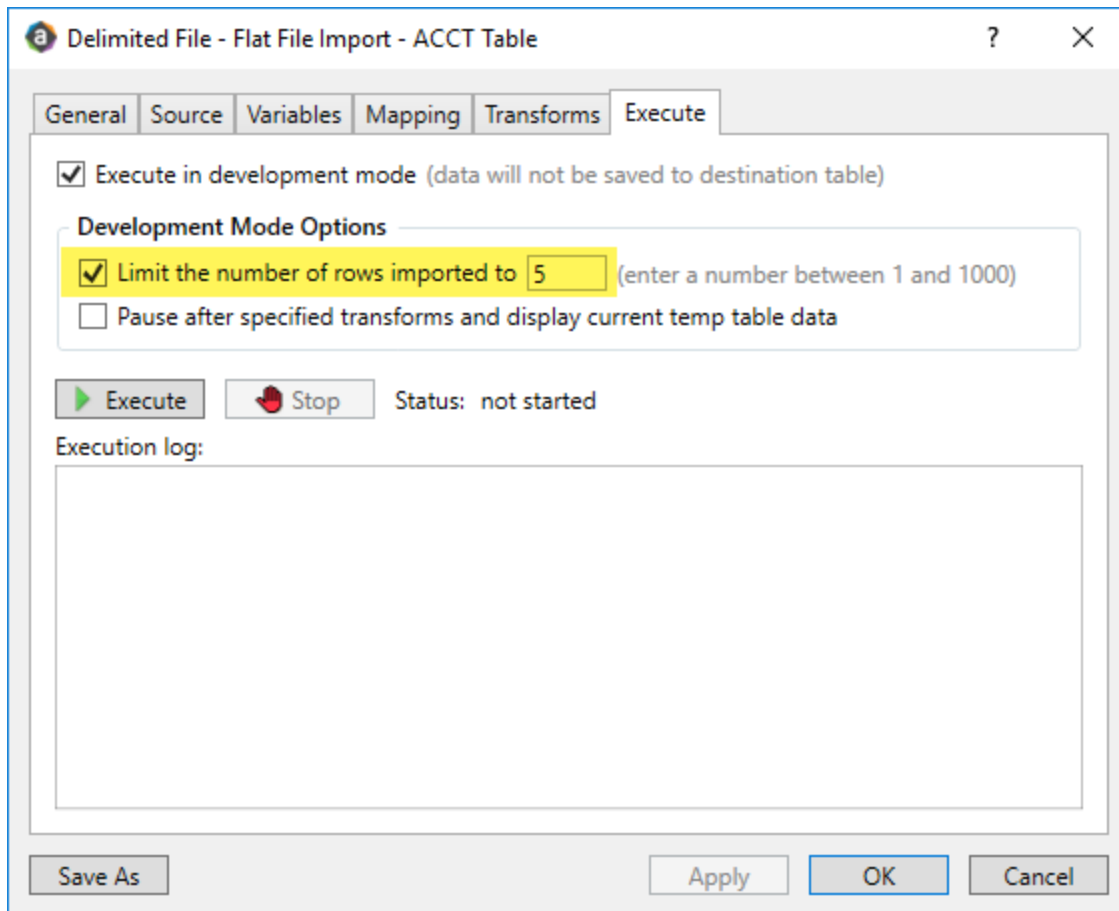 Delimited File - Flat File Import - ACCT Table ?
General Source Variables Mapping Transforms Execute
Execute in development mode (data will not be saved to destination table)
Development Mode Options
Limit the number of rows imported to 5 (enter a number between 1 and 1000)
Pause after specified transforms and display current temp table data
Execute Stop Status: not started
Execution log:
Save As Apply OK Cancel